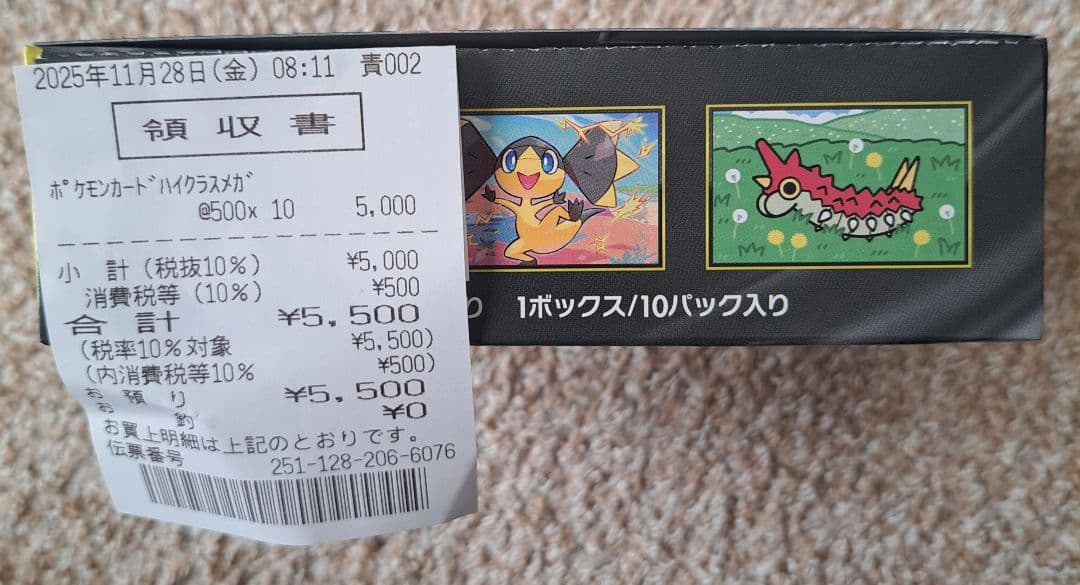 2025年11月28日(金) 08:11 責002
領収書
ポケモンカードハイクラスメガ
@500x 10 5,000
小 計(税抜10%) ¥5,000
消費税等(10%) ¥500
合 計 ¥5,500
(税率10%対象 ¥5,500)
(内消費税等10% ¥500)
お 預 り ¥5,500
お 釣 ¥0
お買上明細は上記のとおりです。
伝票番号 251-128-206-6076
り 1ボックス/10パック入り